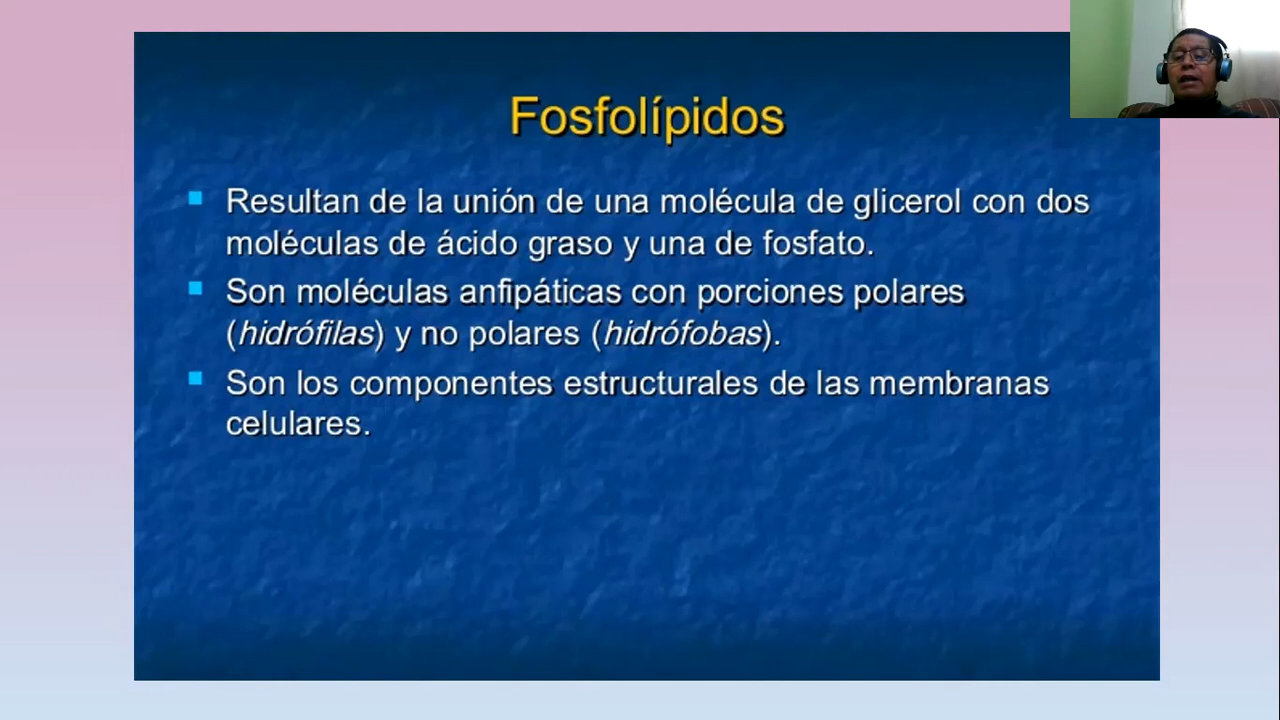 Fosfolípidos
Resultan de la unión de una molécula de glicerol con dos
moléculas de ácido graso y una de fosfato.
Son moléculas anfipáticas con porciones polares
(hidrófilas) y no polares (hidrófobas).
Son los componentes estructurales de las membranas
celulares.